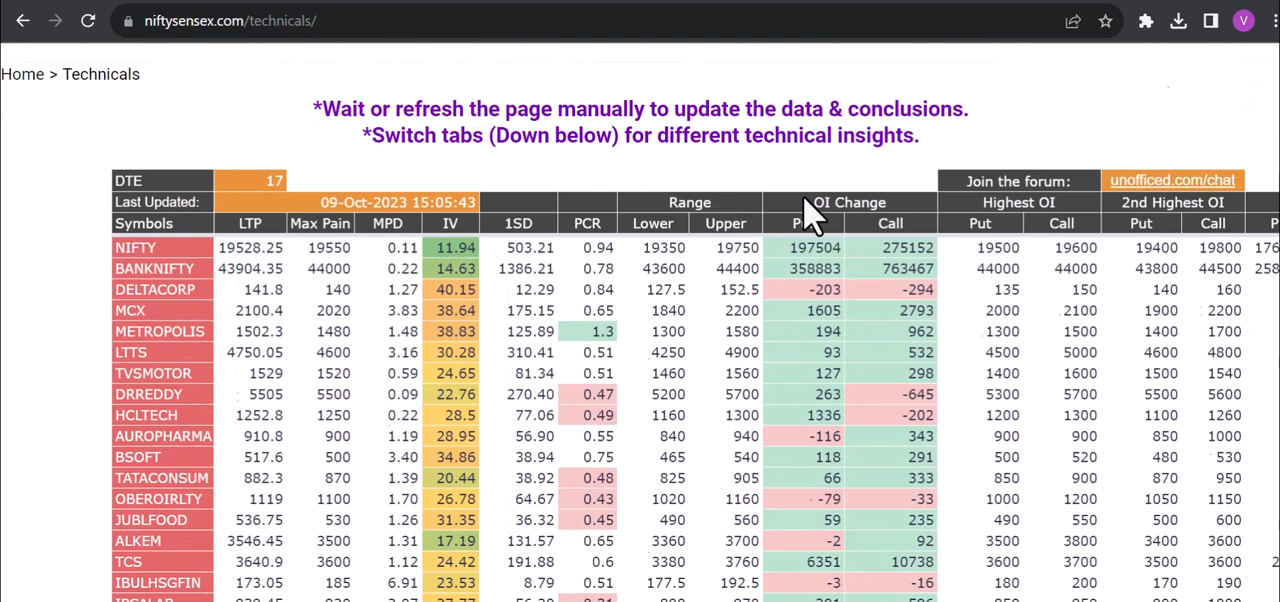 niftysensex.com/technicals/
V
Home > Technicals
*Wait or refresh the page manually to update the data & conclusions.
*Switch tabs (Down below) for different technical insights.
DTE 17 Join the forum: unofficed.com/chat
Last Updated: 09-Oct-2023 15:05:43 Range OI Change Highest OI 2nd Highest OI
Symbols LTP Max Pain MPD IV 1SD PCR Lower Upper Call Put Call Put Call P
NIFTY 19528.25 19550 0.11 11.94 503.21 0.94 19350 19750 197504 275152 19500 19600 19400 19800 176
BANKNIFTY 43904.35 44000 0.22 14.63 1386.21 0.78 43600 44400 358883 763467 44000 44000 43800 44500 258
DELTACORP 141.8 140 1.27 40.15 12.29 0.84 127.5 152.5 -203 -294 135 150 140 160
MCX 2100.4 2020 3.83 38.64 175.15 0.65 1840 2200 1605 2793 2000 2100 1900 2200
METROPOLIS 1502.3 1480 1.48 38.83 125.89 1.3 1300 1580 194 962 1300 1500 1400 1700
LTTS 4750.05 4600 3.16 30.28 310.41 0.51 4250 4900 93 532 4500 5000 4600 4800
TVSMOTOR 1529 1520 0.59 24.65 81.34 0.51 1460 1560 127 298 1400 1600 1500 1540
DRREDDY 5505 5500 0.09 22.76 270.40 0.47 5200 5700 263 -645 5300 5700 5500 5600
HCLTECH 1252.8 1250 0.22 28.5 77.06 0.49 1160 1300 1336 -202 1200 1300 1100 1260
AUROPHARMA 910.8 900 1.19 28.95 56.90 0.55 840 940 -116 343 900 900 850 1000
BSOFT 517.6 500 3.40 34.86 38.94 0.75 465 540 118 291 500 520 480 530
TATACONSUM 882.3 870 1.39 20.44 38.92 0.48 825 905 66 333 850 900 870 950
OBEROIRLTY 1119 1100 1.70 26.78 64.67 0.43 1020 1160 -79 -33 1000 1200 1050 1150
JUBLFOOD 536.75 530 1.26 31.35 36.32 0.45 490 560 59 235 490 550 500 600
ALKEM 3546.45 3500 1.31 17.19 131.57 0.65 3360 3700 -2 92 3500 3800 3400 3600
TCS 3640.9 3600 1.12 24.42 191.88 0.6 3380 3760 6351 10738 3600 3700 3500 3600 2
IBULHSGFIN 173.05 185 6.91 23.53 8.79 0.51 177.5 192.5 -3 -16 180 200 170 190